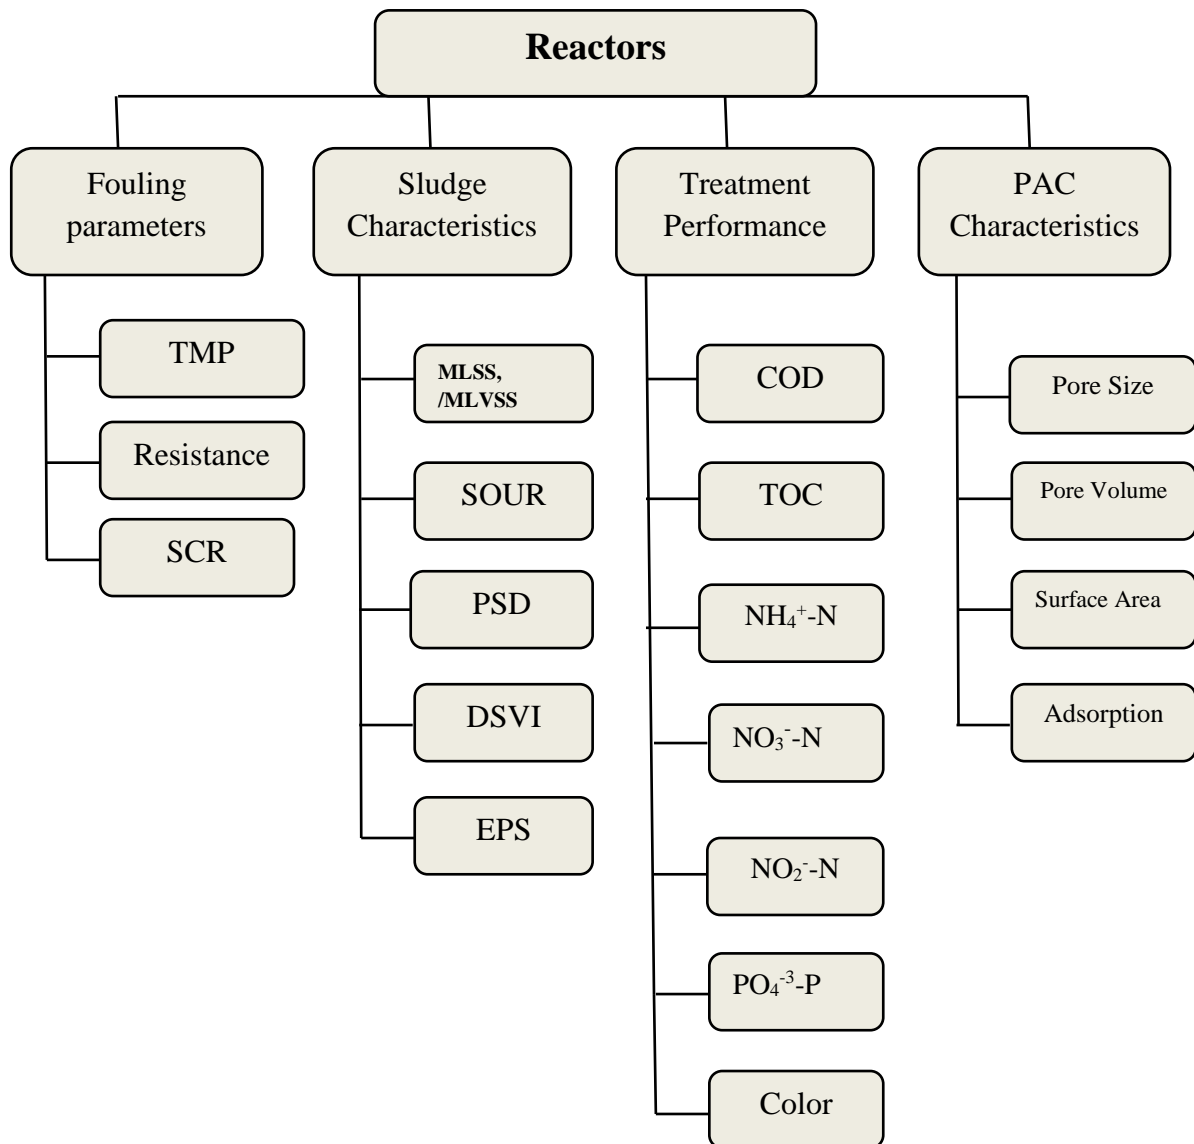 Reactors
Fouling
parameters
TMP
Resistance
SCR
Sludge
Characteristics
MLSS,
/MLVSS
SOUR
PSD
DSVI
EPS
Treatment
Performance
COD
TOC
NH₄⁺-N
NO₃⁻-N
NO₂⁻-N
PO₄⁻³-P
Color
PAC
Characteristics
Pore Size
Pore Volume
Surface Area
Adsorption